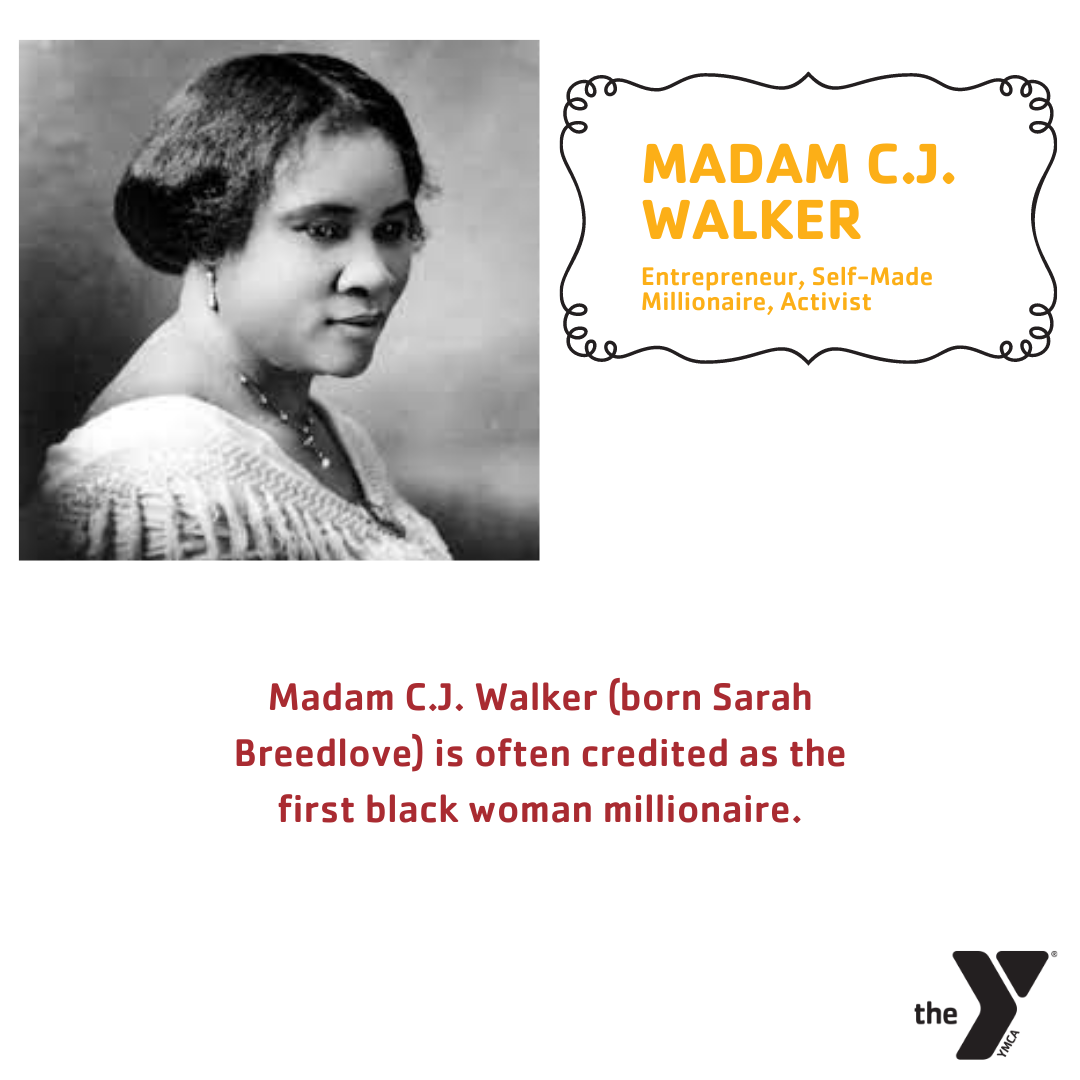 MADAM C.J.
WALKER
Entrepreneur, Self-Made
Millionaire, Activist
Madam C.J. Walker (born Sarah
Breedlove) is often credited as the
first black woman millionaire.
the
YMCA